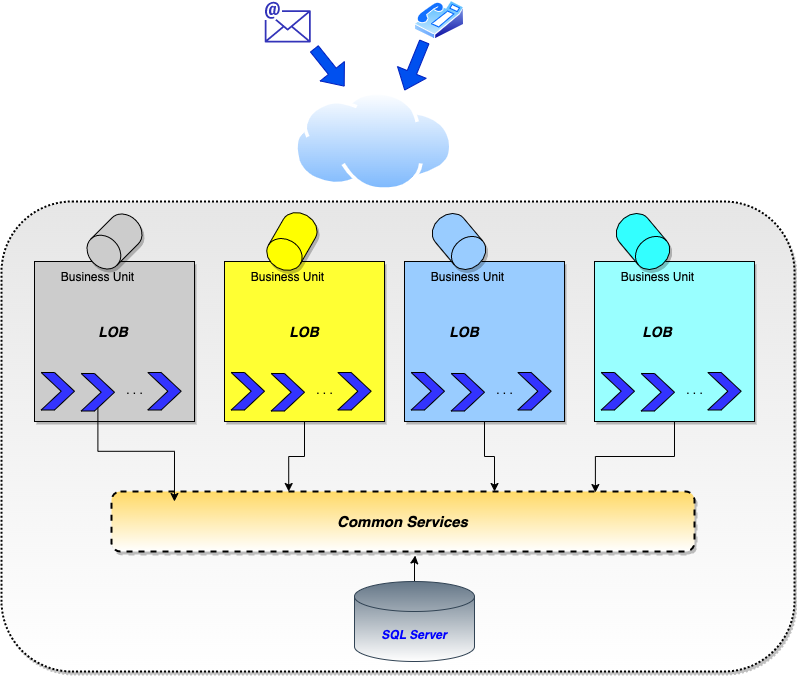 @
Business Unit
Business Unit
Business Unit
Business Unit
LOB
LOB
LOB
LOB
...
...
...
...
Common Services
SQL Server